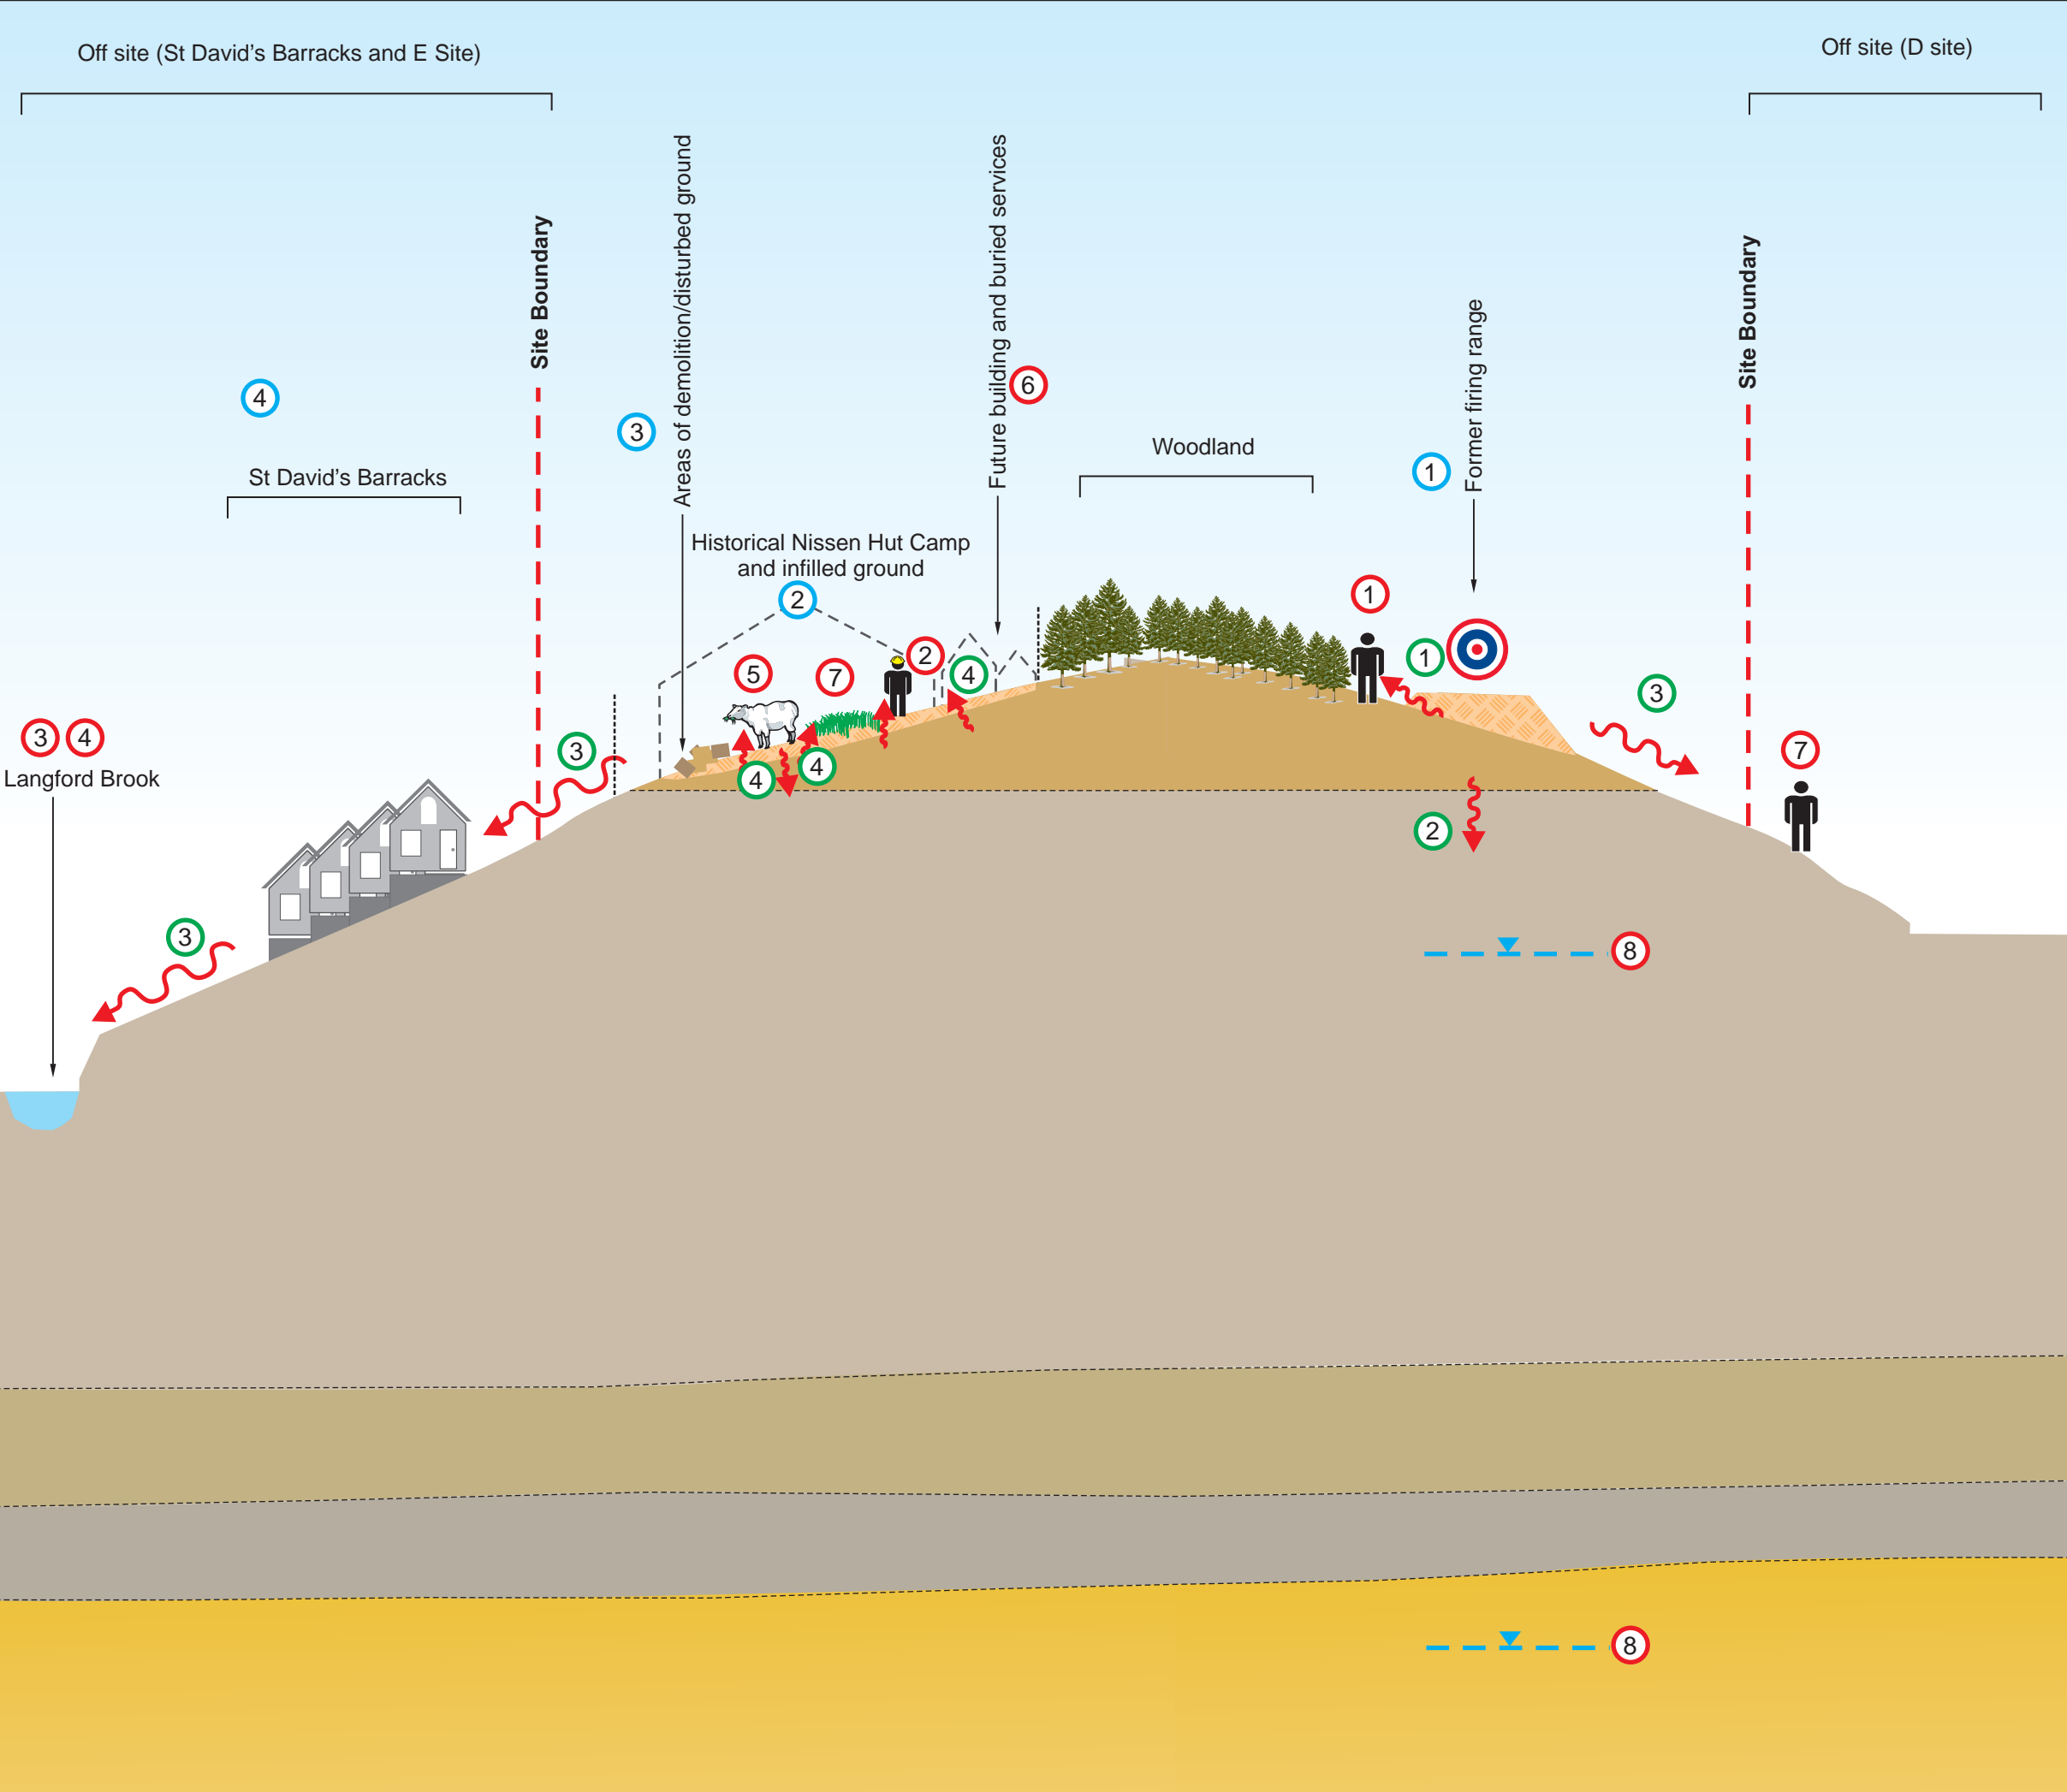 Off site (St David's Barracks and E Site)
Off site (D site)
Site Boundary
Areas of demolition/disturbed ground
Future building and buried services
Former firing range
Site Boundary
4
3
6
1
Woodland
St David's Barracks
Historical Nissen Hut Camp
and infilled ground
2
1
5
7
2
4
1
3
3
4
Langford Brook
3
4
4
7
2
3
8
8